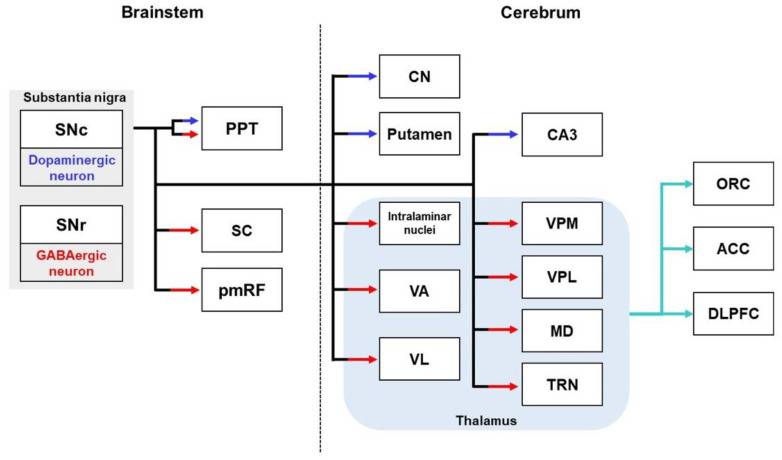 Brainstem
Cerebrum
Substantia nigra
SNc
Dopaminergic
neuron
SNr
GABAergic
neuron
PPT
SC
pmRF
CN
Putamen
Intralaminar
nuclei
VA
VL
CA3
VPM
VPL
MD
TRN
Thalamus
ORC
ACC
DLPFC